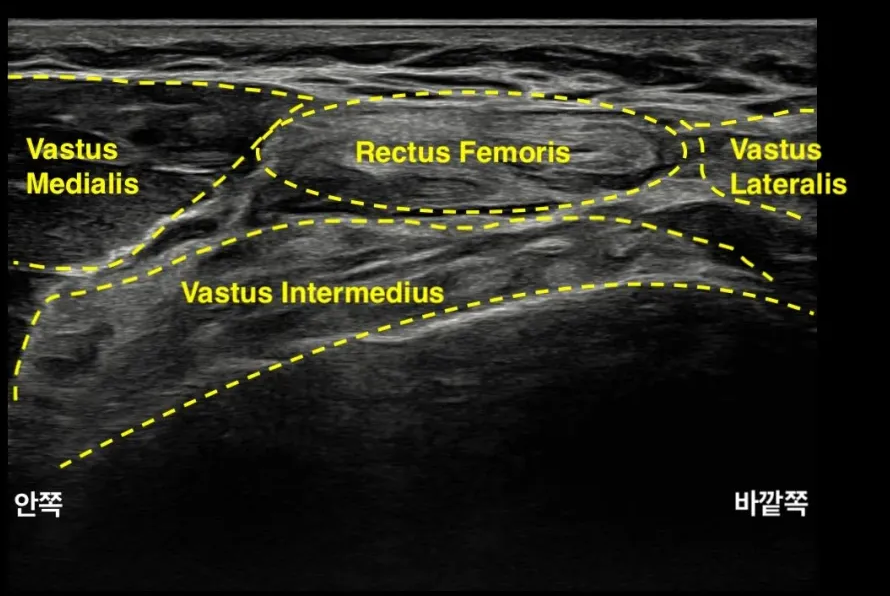 Vastus
Medialis
Rectus Femoris
Vastus
Lateralis
Vastus Intermedius
안쪽
바깥쪽